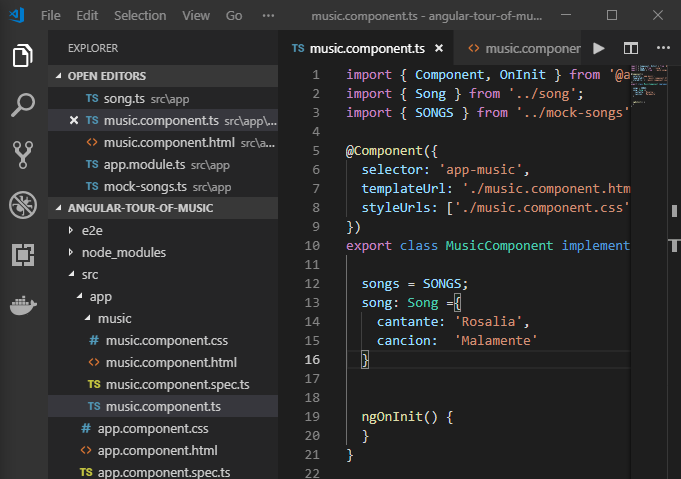 File Edit View Go ··· music.component.ts - angular-tour-of-mu...
EXPLORER
OPEN EDITORS
TS song.ts src\app
TS music.component.ts src\app\...
<> music.component.html src\a...
TS app.module.ts src\app
TS mock-songs.ts src\app
ANGULAR-TOUR-OF-MUSIC
e2e
node_modules
src
app
music
# music.component.css
<> music.component.html
TS music.component.spec.ts
TS music.component.ts
# app.component.css
<> app.component.html
TS app.component.spec.ts
TS music.component.ts <> music.component
1 import { Component, OnInit } from '@a
2 import { Song } from '../song';
3 import { SONGS } from '../mock-songs'
4
5 @Component({
6 selector: 'app-music',
7 templateUrl: './music.component.htm
8 styleUrls: ['./music.component.css'
9 })
10 export class MusicComponent implement
11
12 songs = SONGS;
13 song: Song ={
14 cantante: 'Rosalia',
15 cancion: 'Malamente'
16 }
17
18
19 ngOnInit() {
20 }
21 }
22